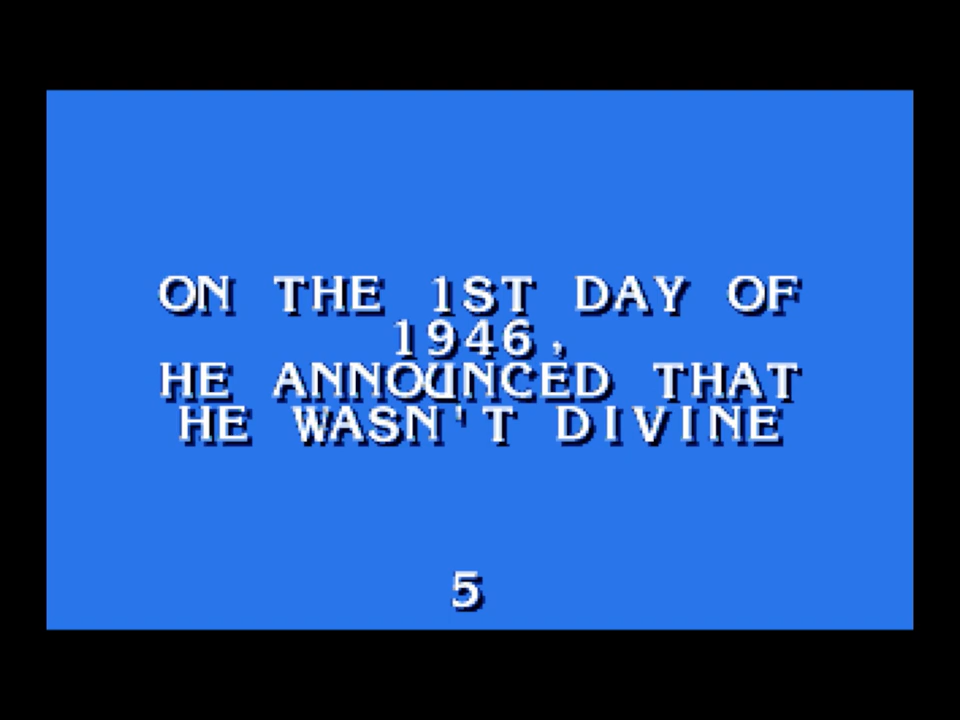 ON THE 1ST DAY OF
1946,
HE ANNOUNCED THAT
HE WASN'T DIVINE
5